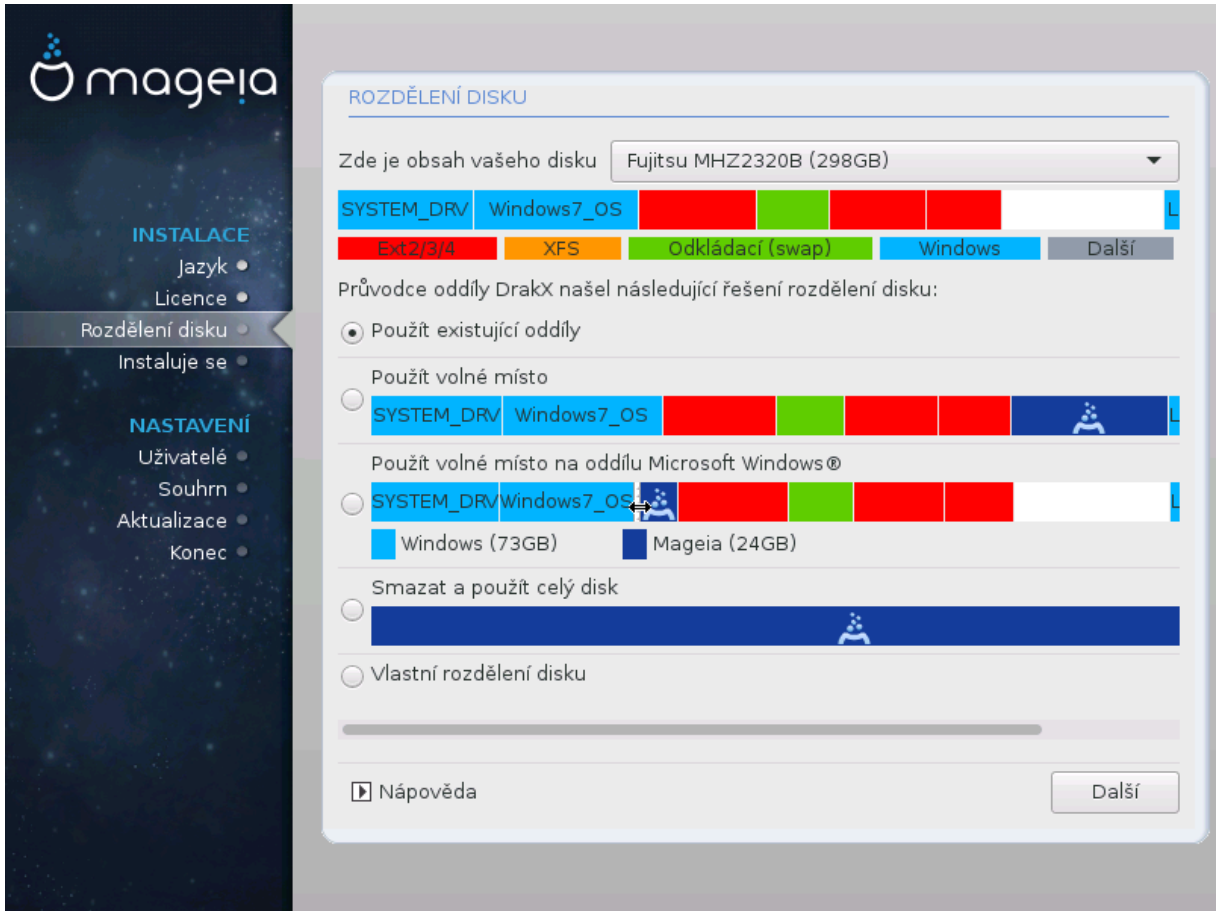 mageia
INSTALACE
Jazyk
Licence
Rozdělení disku
Instaluje se
NASTAVENÍ
Uživatelé
Souhrn
Aktualizace
Konec
ROZDĚLENÍ DISKU
Zde je obsah vašeho disku Fujitsu MHZ2320B (298GB)
SYSTEM_DRV Windows7_OS L
Ext2/3/4 XFS Odkládací (swap) Windows Další
Průvodce oddíly DrakX našel následující řešení rozdělení disku:
Použít existující oddíly
Použít volné místo
SYSTEM_DRV Windows7_OS L
Použít volné místo na oddílu Microsoft Windows®
SYSTEM_DRV Windows7_OS L
Windows (73GB) Mageia (24GB)
Smazat a použít celý disk
Vlastní rozdělení disku
Nápověda Další